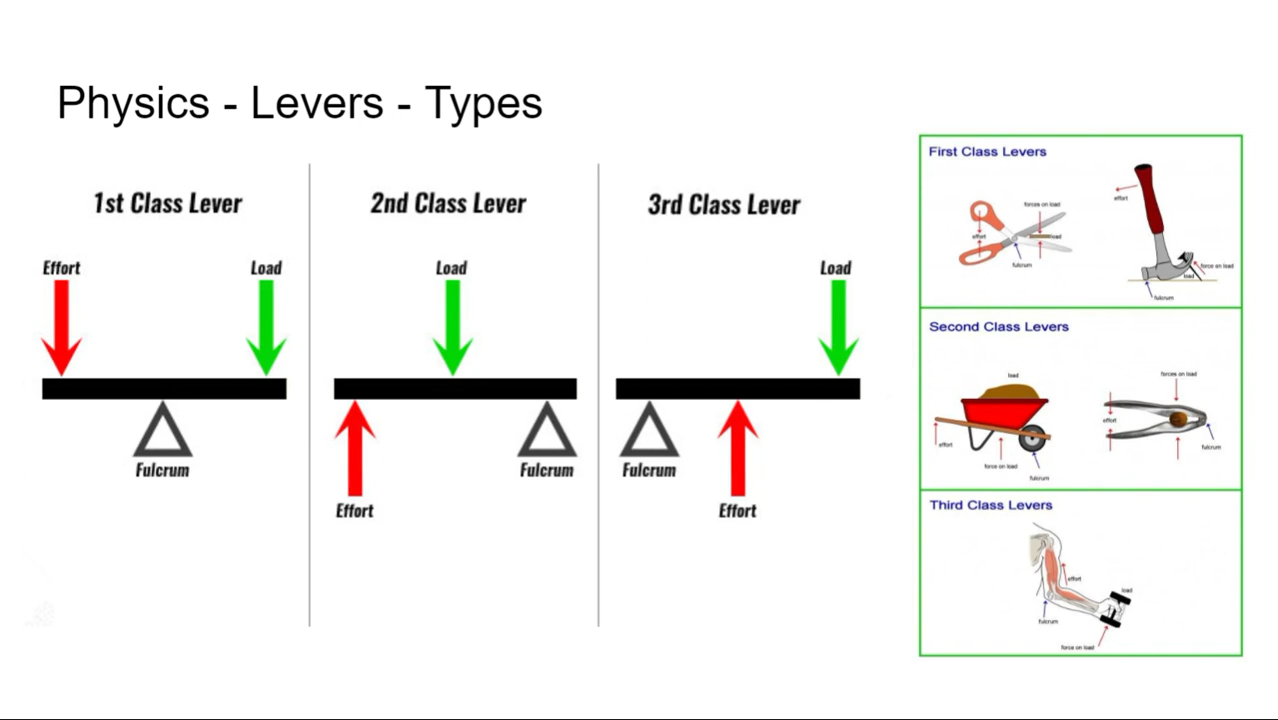 Physics - Levers - Types
1st Class Lever
Effort
Load
Fulcrum
2nd Class Lever
Load
Fulcrum
Effort
3rd Class Lever
Load
Fulcrum
Effort
First Class Levers
forces on load
effort
load
fulcrum
effort
force on load
load
fulcrum
Second Class Levers
load
effort
force on load
fulcrum
forces on load
effort
fulcrum
Third Class Levers
effort
load
fulcrum
force on load